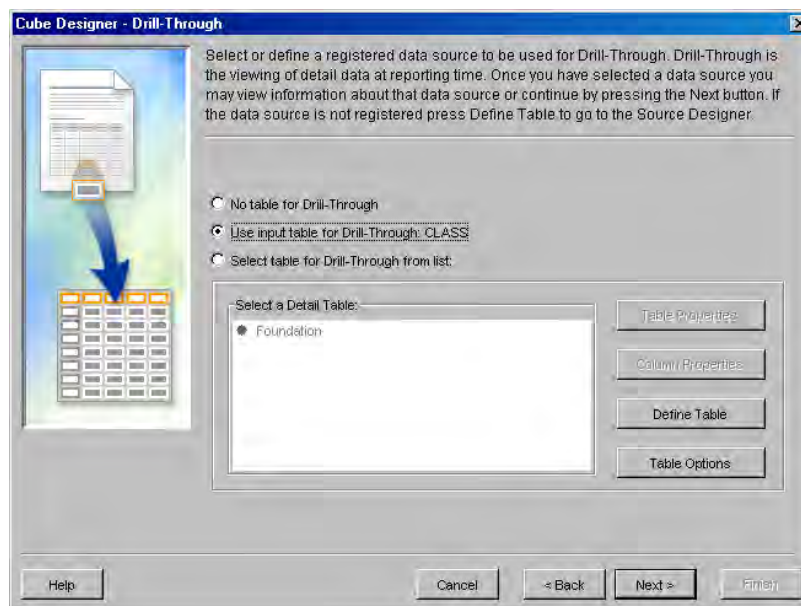 Cube Designer - Drill-Through
Select or define a registered data source to be used for Drill-Through. Drill-Through is
the viewing of detail data at reporting time. Once you have selected a data source you
may view information about that data source or continue by pressing the Next button. If
the data source is not registered press Define Table to go to the Source Designer.
No table for Drill-Through
Use input table for Drill-Through: CLASS
Select table for Drill-Through from list:
Select a Detail Table:
Foundation
Table Properties
Column Properties
Define Table
Table Options
Help
Cancel
< Back
Next >
Finish